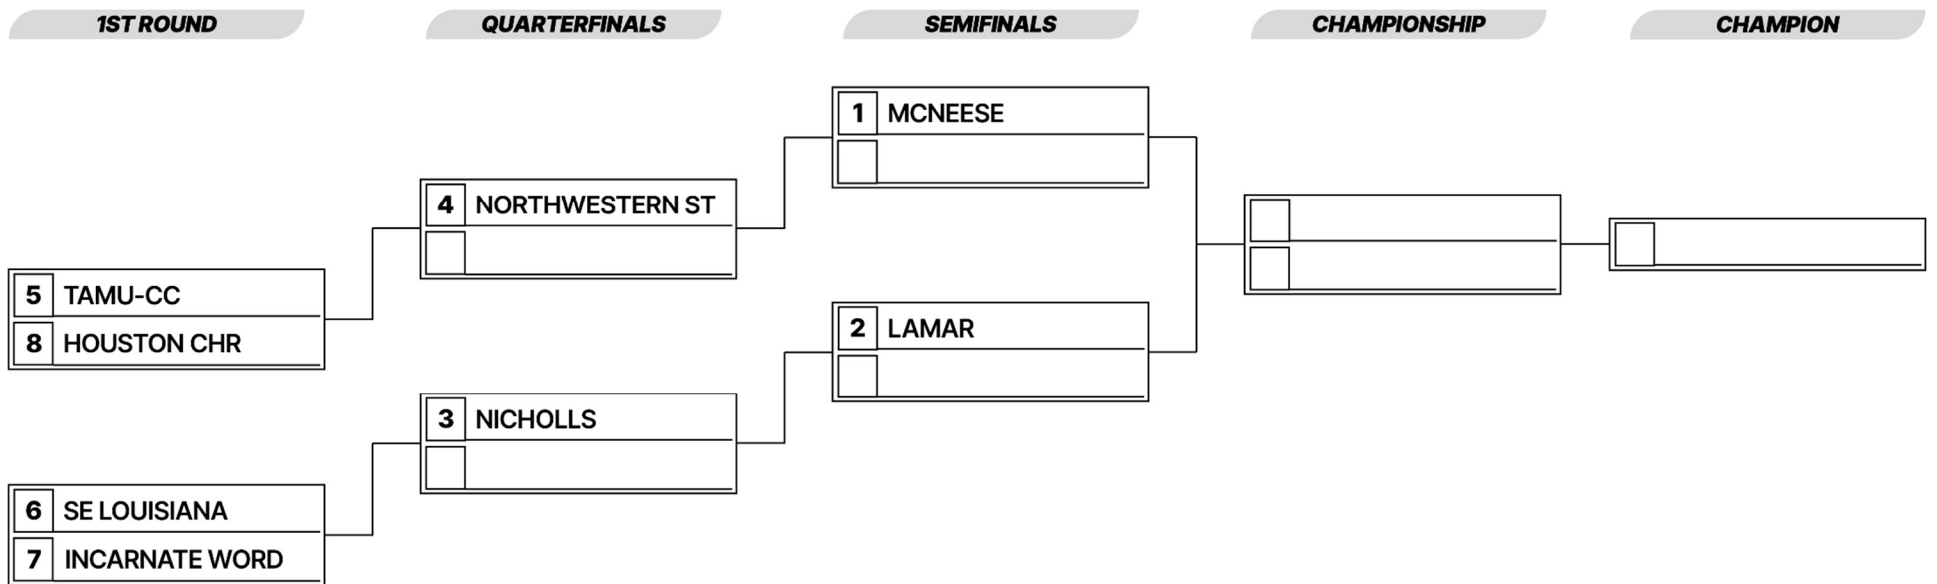 1ST ROUND
QUARTERFINALS
SEMIFINALS
CHAMPIONSHIP
CHAMPION
5 TAMU-CC
8 HOUSTON CHR
6 SE LOUISIANA
7 INCARNATE WORD
4 NORTHWESTERN ST
3 NICHOLLS
1 MCNEESE
2 LAMAR